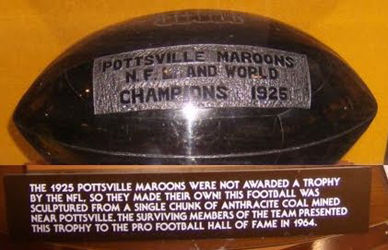 POTTSVILLE MAROONS
N.F.L. AND WORLD
CHAMPIONS 1925
THE 1925 POTTSVILLE MAROONS WERE NOT AWARDED A TROPHY
BY THE NFL, SO THEY MADE THEIR OWN! THIS FOOTBALL WAS
SCULPTURED FROM A SINGLE CHUNK OF ANTHRACITE COAL MINED
NEAR POTTSVILLE. THE SURVIVING MEMBERS OF THE TEAM PRESENTED
THIS TROPHY TO THE PRO FOOTBALL HALL OF FAME IN 1964.